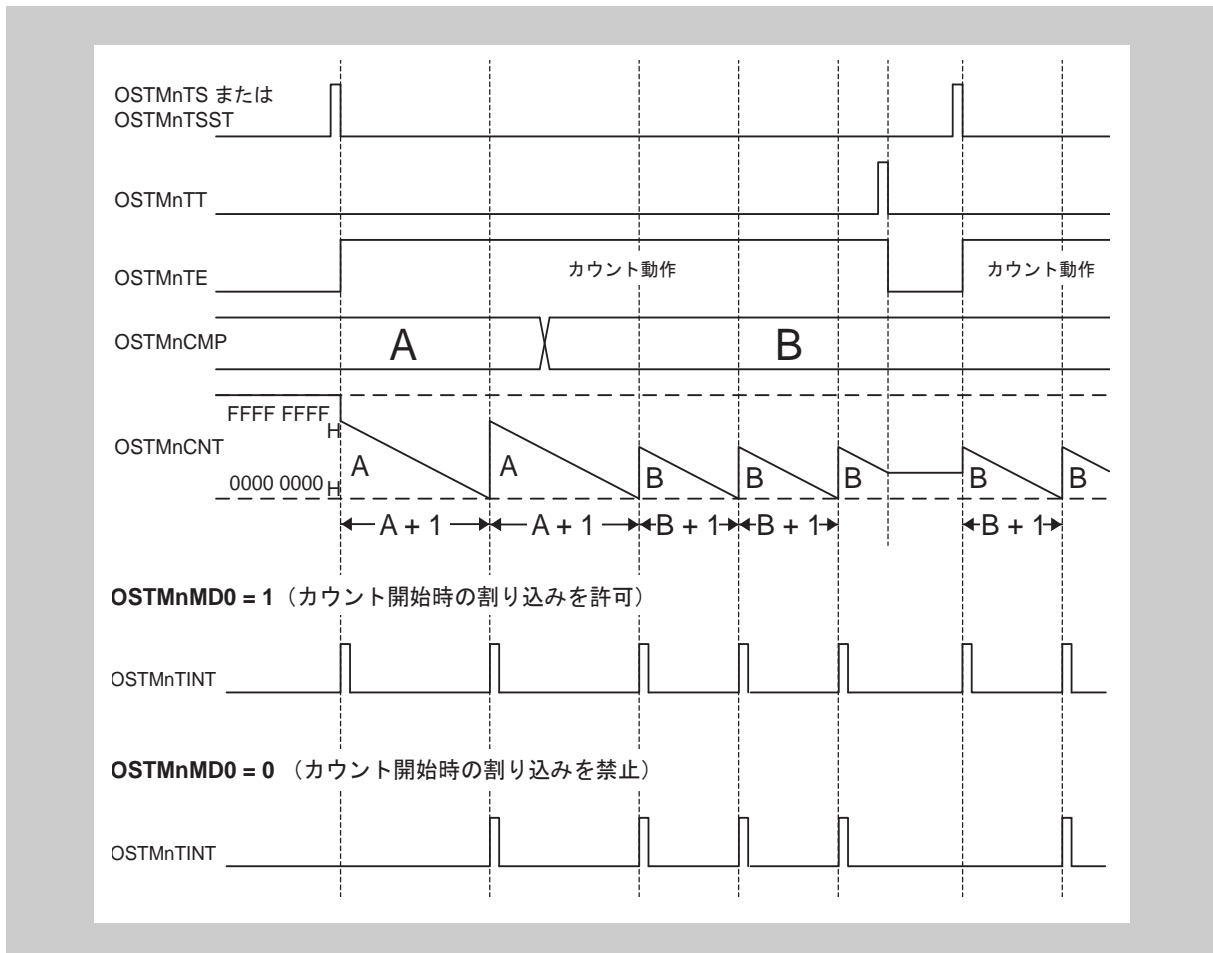 OSTMnTS または
OSTMnTSST
OSTMnTT
OSTMnTE
カウント動作
カウント動作
OSTMnCMP
A
B
FFFF FFFF H
OSTMnCNT
A
A
B
B
B
B
B
0000 0000 H
A + 1
A + 1
B + 1
B + 1
B + 1
OSTMnMD0 = 1（カウント開始時の割り込みを許可）
OSTMnTINT
OSTMnMD0 = 0 （カウント開始時の割り込みを禁止）
OSTMnTINT